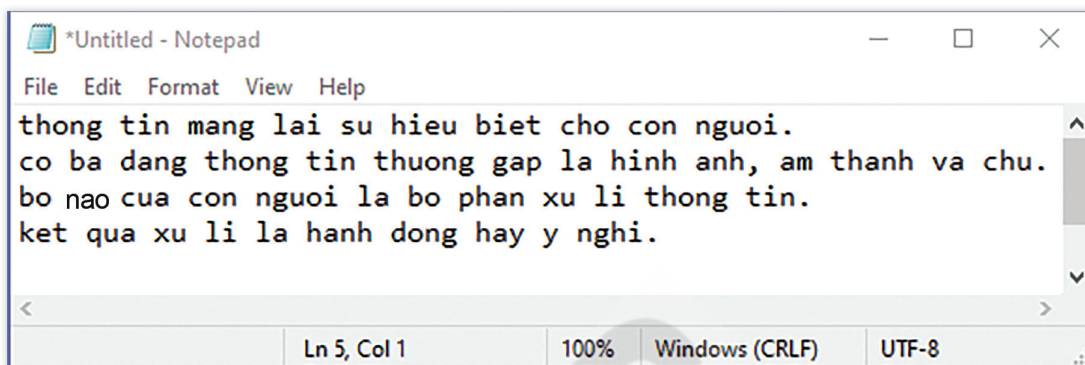 *Untitled - Notepad
File Edit Format View Help
thong tin mang lai su hieu biet cho con nguoi.
co ba dang thong tin thuong gap la hinh anh, am thanh va chu.
bo nao cua con nguoi la bo phan xu li thong tin.
ket qua xu li la hanh dong hay y nghi.
Ln 5, Col 1 100% Windows (CRLF) UTF-8